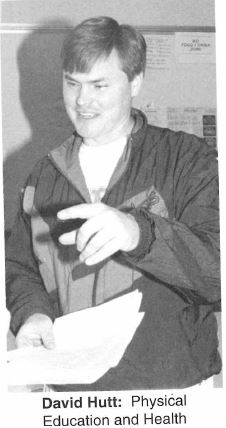 NO
FOOD / DRINK
ZONE
David Hutt: Physical
Education and Health